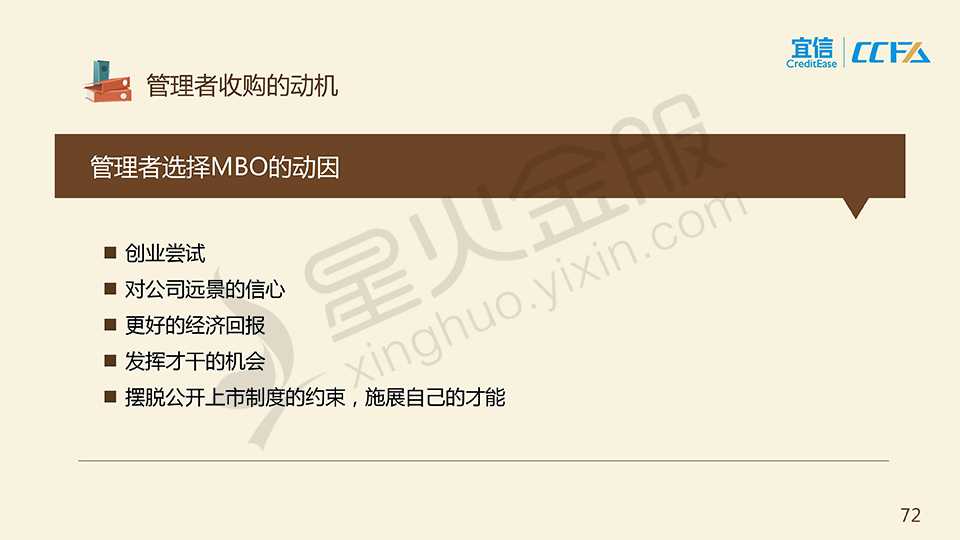 宜信
CreditEase
CCFA
管理者收购的动机
管理者选择MBO的动因
创业尝试
对公司远景的信心
更好的经济回报
发挥才干的机会
摆脱公开上市制度的约束，施展自己的才能
星火金服
xinghuo.yixin.com
72